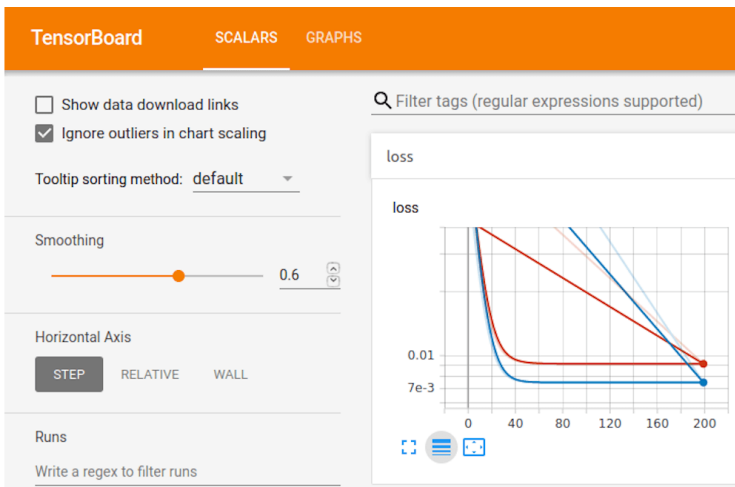 TensorBoard SCALARS GRAPHS
Show data download links
Ignore outliers in chart scaling
Tooltip sorting method: default
Smoothing
0.6
Horizontal Axis
STEP RELATIVE WALL
Runs
Write a regex to filter runs
Filter tags (regular expressions supported)
loss
loss
0.01
7e-3
0 40 80 120 160 200